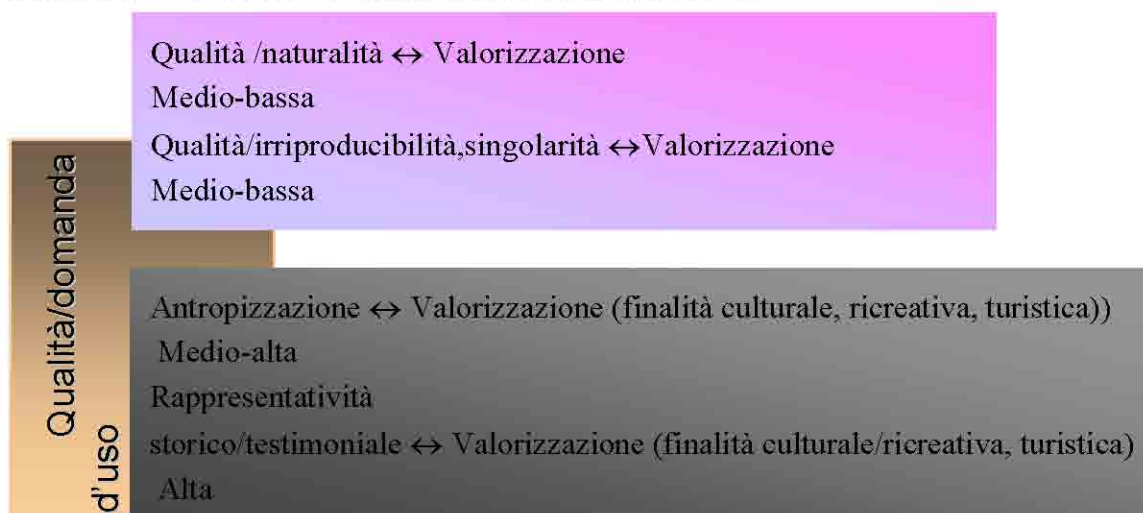 Qualità /naturalità ↔ Valorizzazione
Medio-bassa
Qualità/irriproducibilità,singolarità ↔Valorizzazione
Medio-bassa
Qualità/domanda
d'uso
Antropizzazione ↔ Valorizzazione (finalità culturale, ricreativa, turistica))
Medio-alta
Rappresentatività
storico/testimoniale ↔ Valorizzazione (finalità culturale/ricreativa, turistica)
Alta